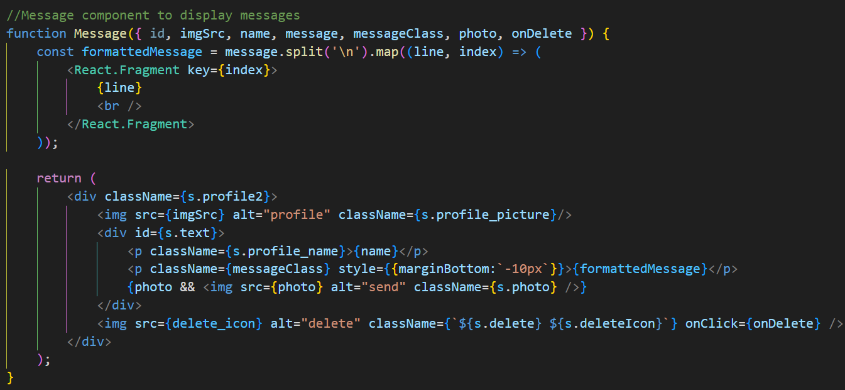 //Message component to display messages
function Message({ id, imgSrc, name, message, messageClass, photo, onDelete }) {
    const formattedMessage = message.split('\n').map((line, index) => (
        <React.Fragment key={index}>
            {line}
            <br />
        </React.Fragment>
    ));

    return (
        <div className={s.profile2}>
            <img src={imgSrc} alt="profile" className={s.profile_picture}/>
            <div id={s.text}>
                <p className={s.profile_name}>{name}</p>
                <p className={messageClass} style={{marginBottom:`-10px`}}>{formattedMessage}</p>
                {photo && <img src={photo} alt="send" className={s.photo} />}
            </div>
            <img src={delete_icon} alt="delete" className={`${s.delete} ${s.deleteIcon}`} onClick={onDelete} />
        </div>
    );
}